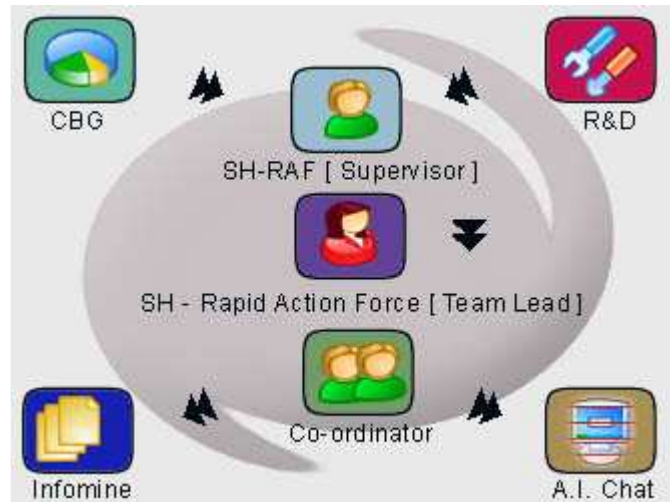 CBG
R&D
SH-RAF [ Supervisor ]
SH - Rapid Action Force [ Team Lead ]
Co-ordinator
Infomine
A.I. Chat